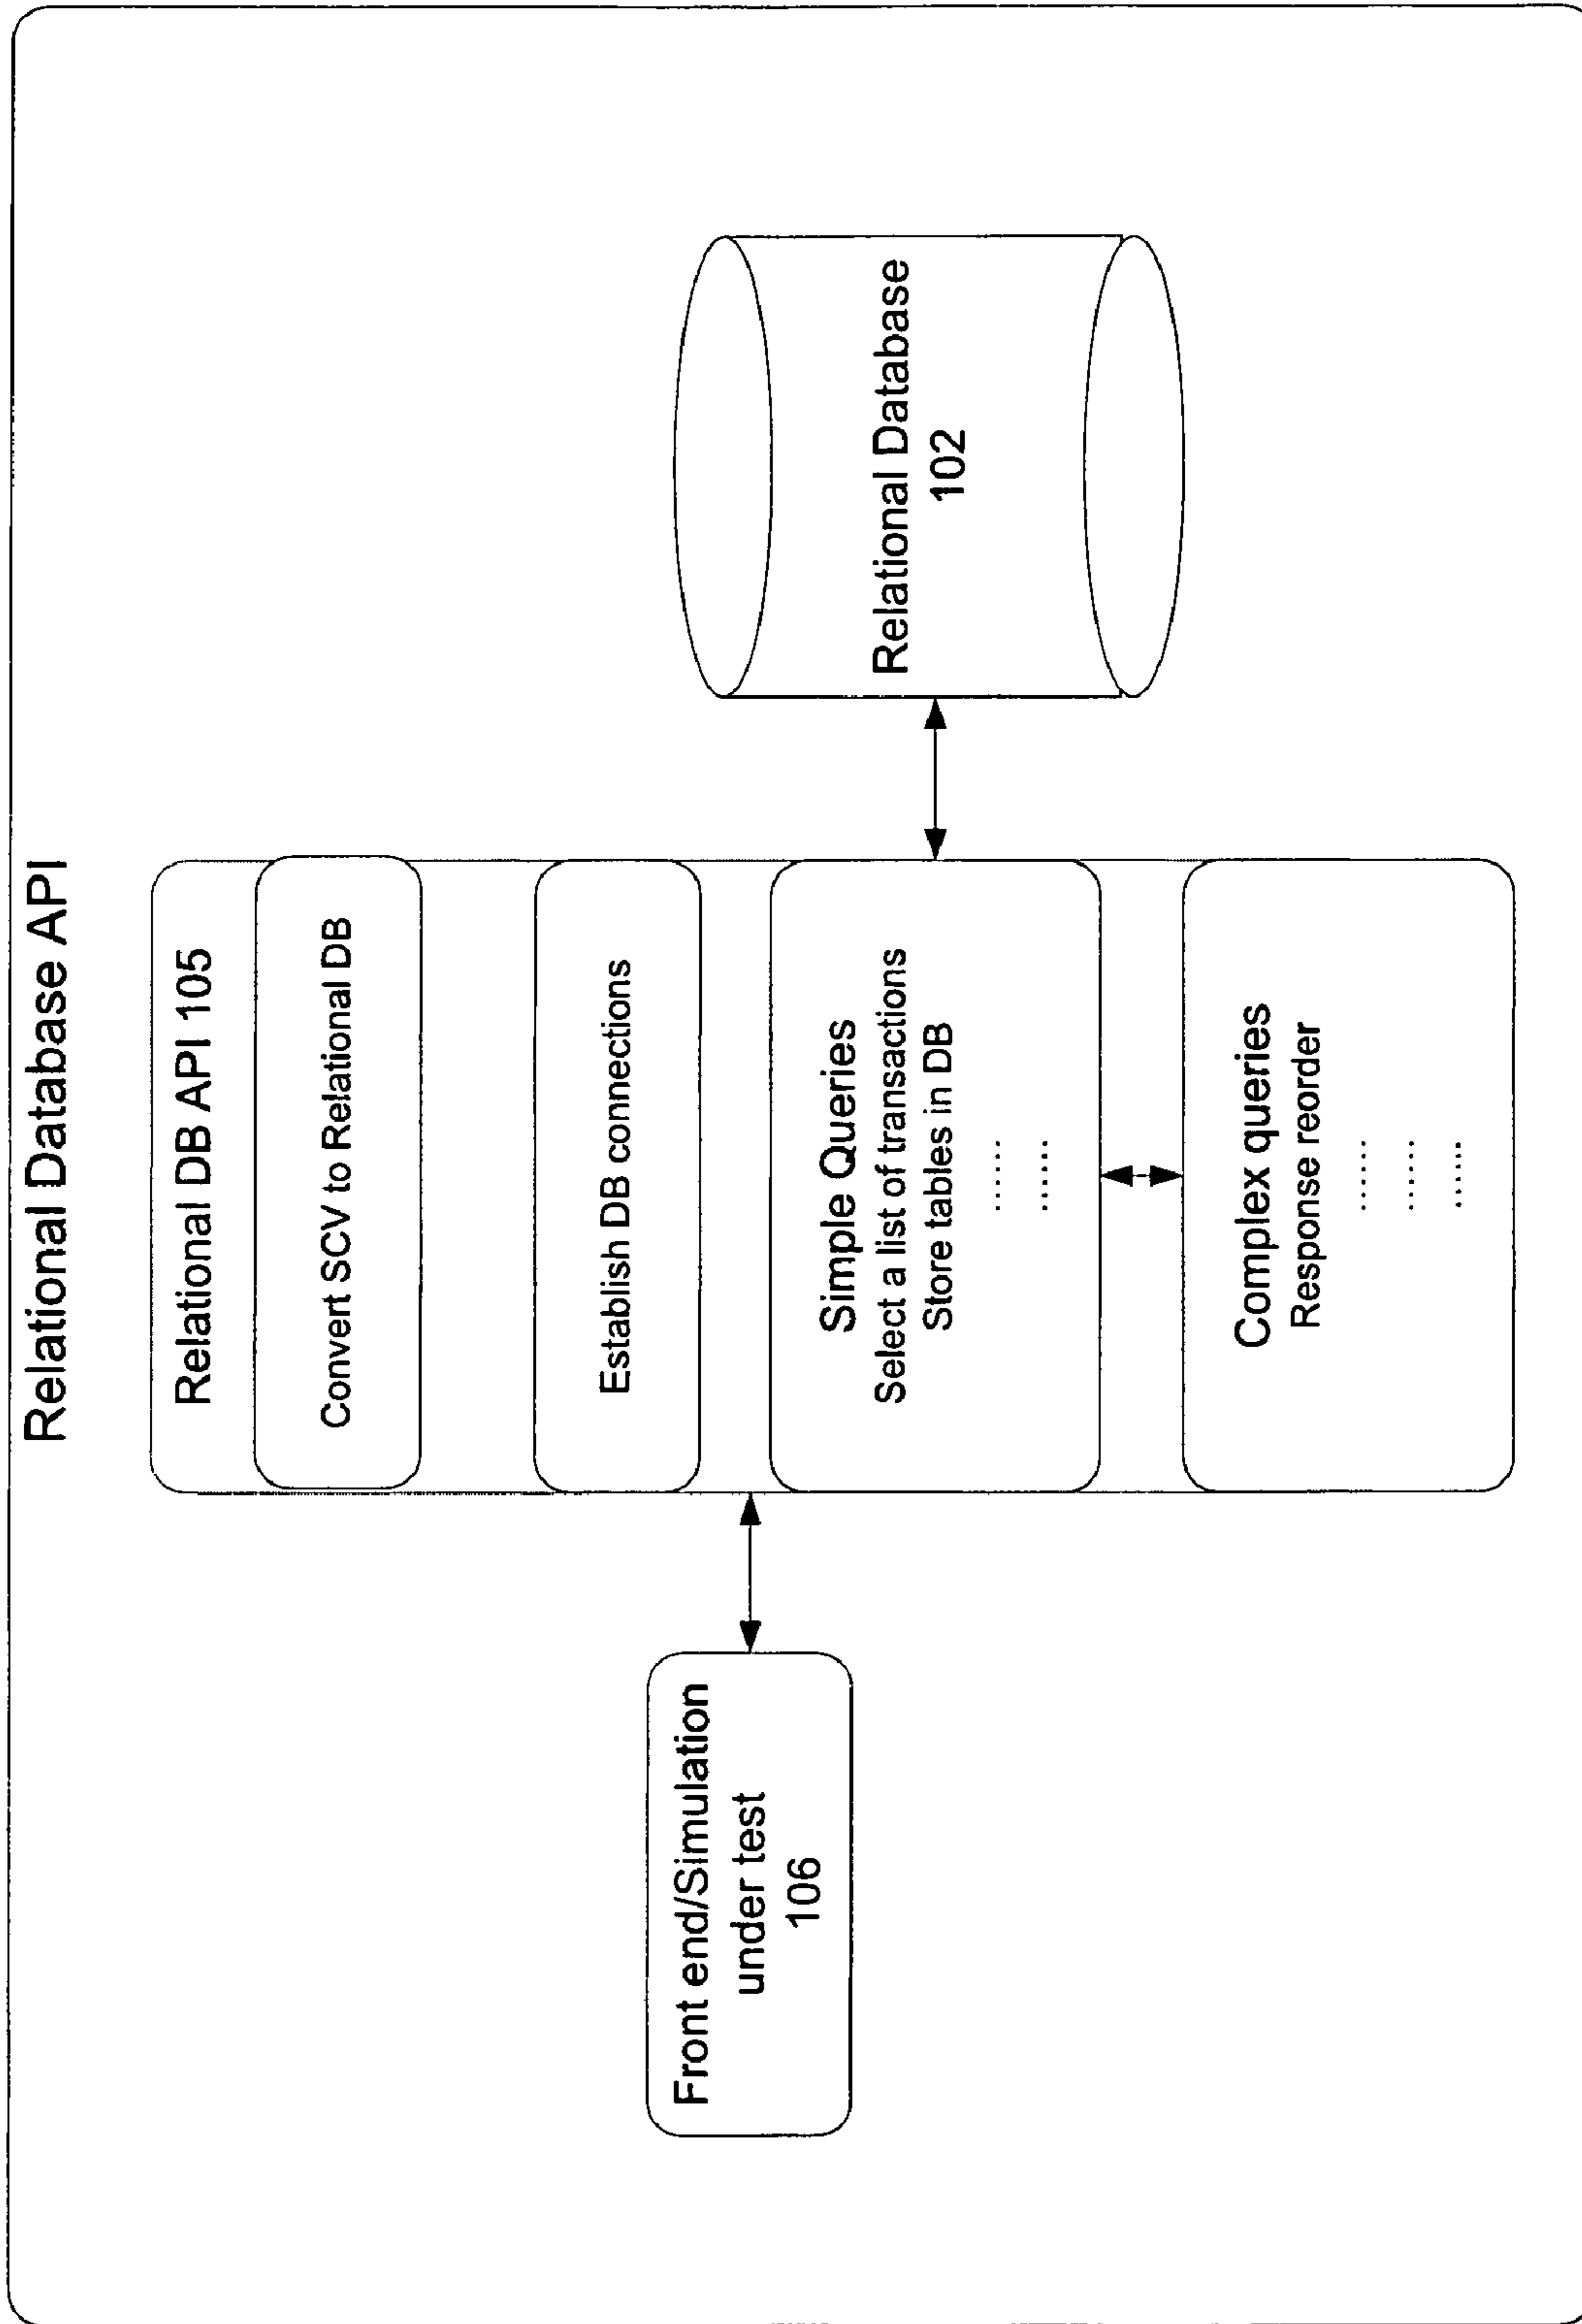 Relational Database API
Front end/Simulation
under test
106
Relational DB API 105
Convert SCV to Relational DB
Establish DB connections
Simple Queries
Select a list of transactions
Store tables in DB
......
......
Complex queries
Response reorder
......
......
......
Relational Database
102